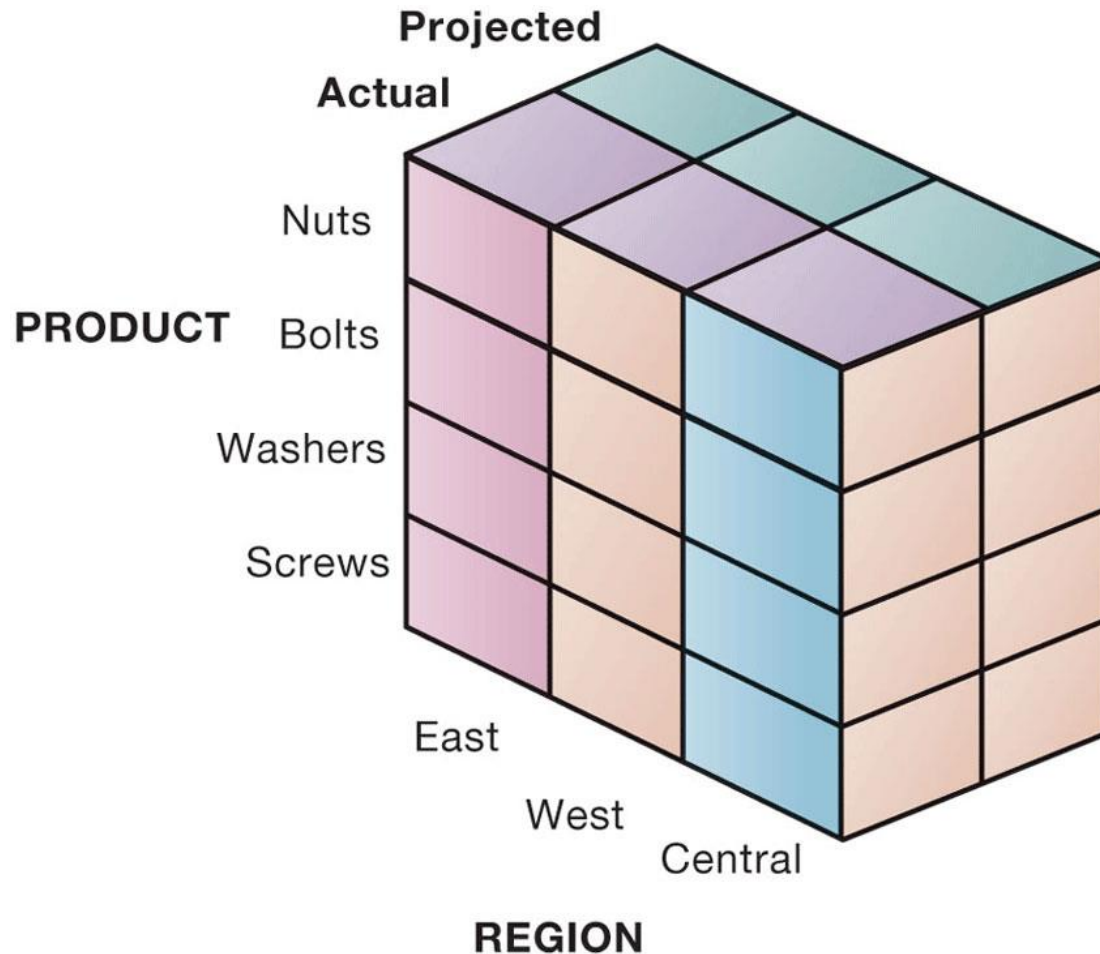 Projected
Actual
Nuts
PRODUCT
Bolts
Washers
Screws
East
West
Central
REGION